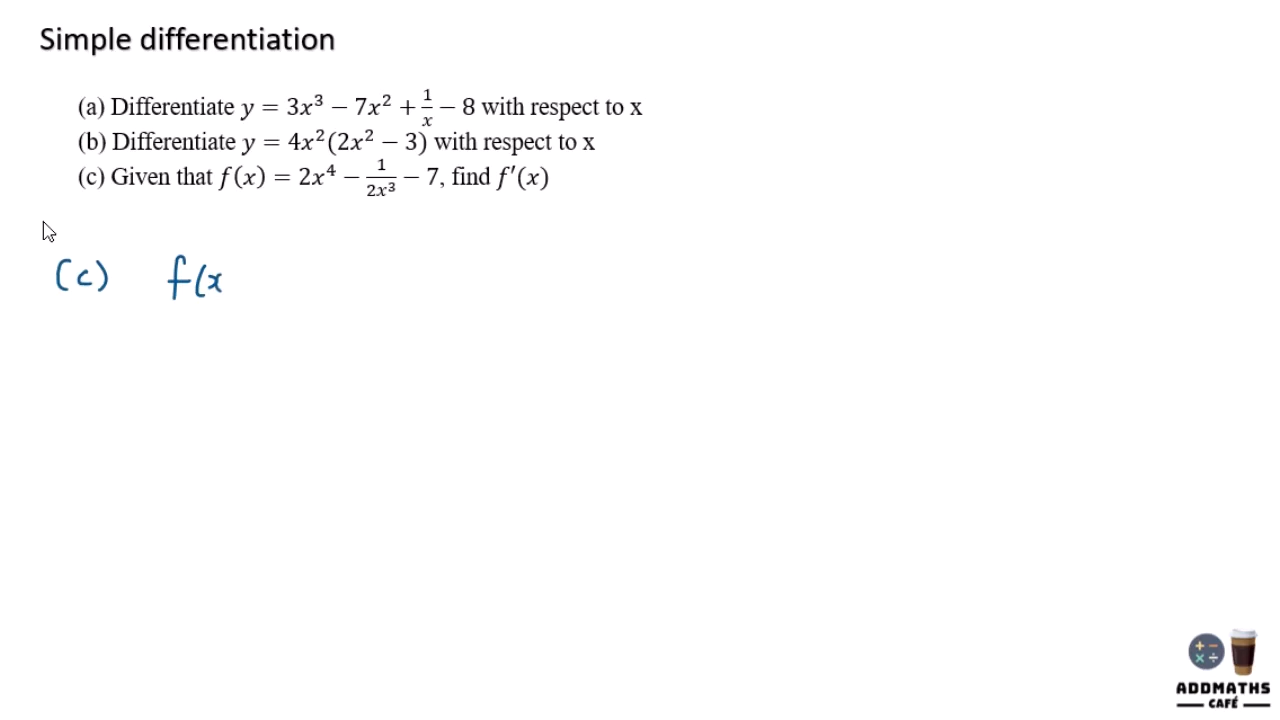 Simple differentiation
(a) Differentiate y = 3x³ − 7x² + 1/x − 8 with respect to x
(b) Differentiate y = 4x²(2x² − 3) with respect to x
(c) Given that f(x) = 2x⁴ − 1/2x³ − 7, find f′(x)
(c) f(x
+ −
× ÷
ADDMATHS
CAFÉ